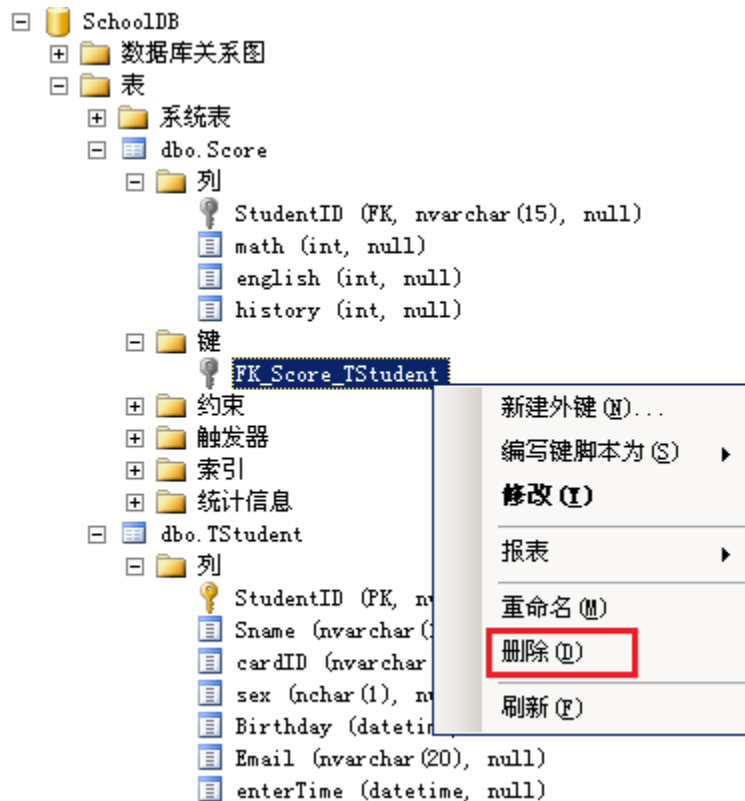 SchoolDB
数据库关系图
表
系统表
dbo.Score
列
StudentID (FK, nvarchar(15), null)
math (int, null)
english (int, null)
history (int, null)
键
FK_Score_TStudent
约束
触发器
索引
统计信息
dbo.TStudent
列
StudentID (PK, n
Sname (nvarchar(
cardID (nvarchar
sex (nchar(1), n
Birthday (datetim
Email (nvarchar(20), null)
enterTime (datetime, null)
新建外键(N)...
编写键脚本为(S)
修改(Y)
报表
重命名(M)
删除(D)
刷新(F)